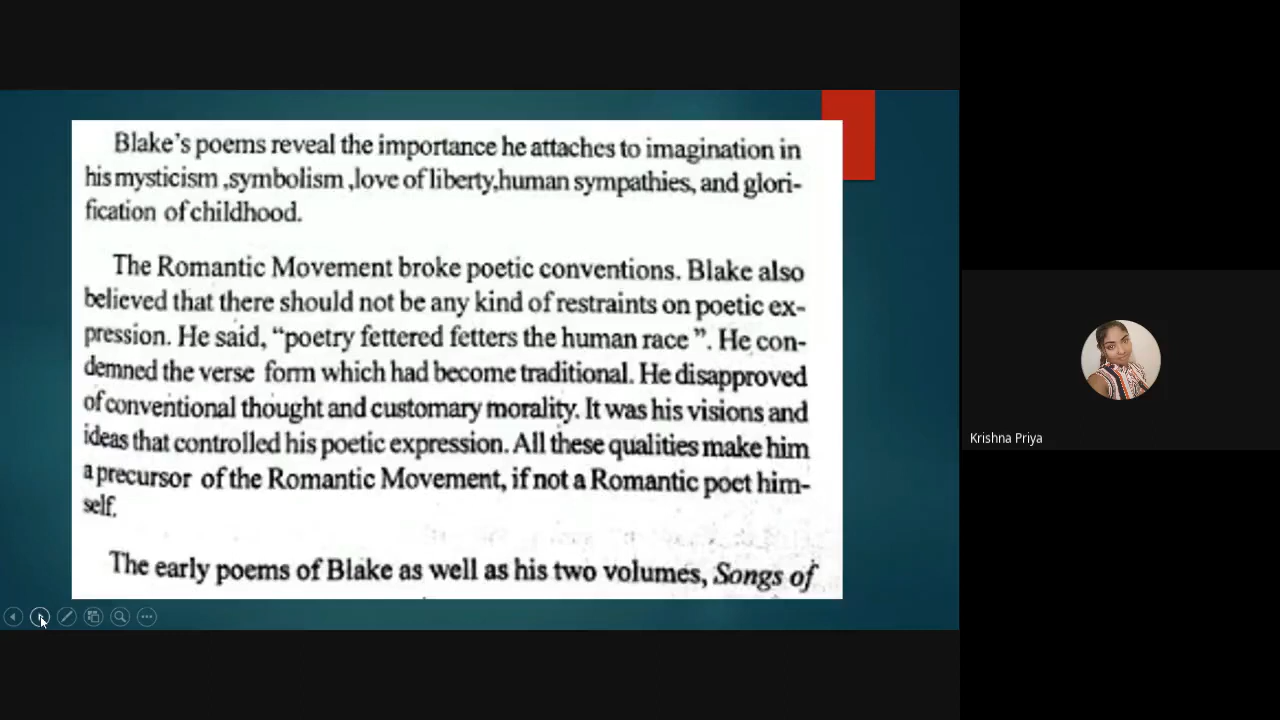 Blake's poems reveal the importance he attaches to imagination in
his mysticism ,symbolism ,love of liberty,human sympathies, and glori-
fication of childhood.
The Romantic Movement broke poetic conventions. Blake also
believed that there should not be any kind of restraints on poetic ex-
pression. He said, "poetry fettered fetters the human race ". He con-
demned the verse form which had become traditional. He disapproved
of conventional thought and customary morality. It was his visions and
ideas that controlled his poetic expression. All these qualities make him
a precursor of the Romantic Movement, if not a Romantic poet him-
self.
The early poems of Blake as well as his two volumes, Songs of
Krishna Priya